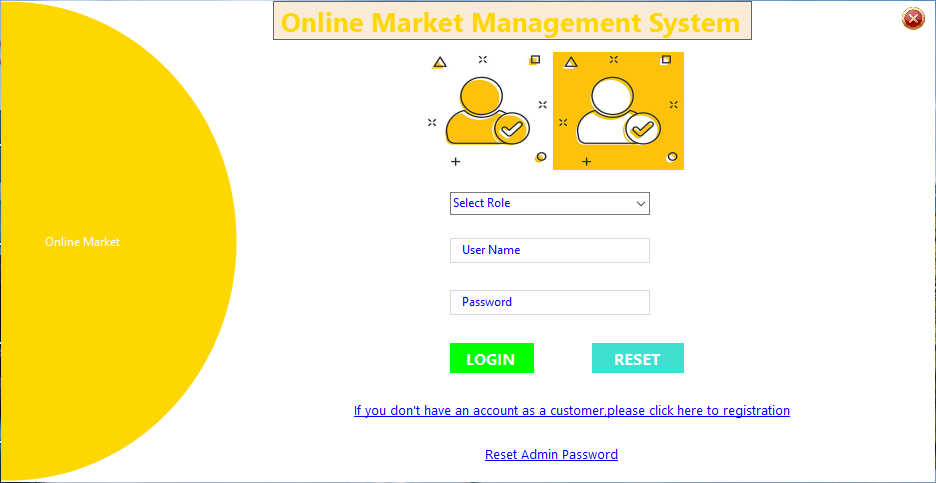 Online Market Management System
Select Role
User Name
Online Market
Password
LOGIN RESET
If you don't have an account as a customer,please click here to registration
Reset Admin Password